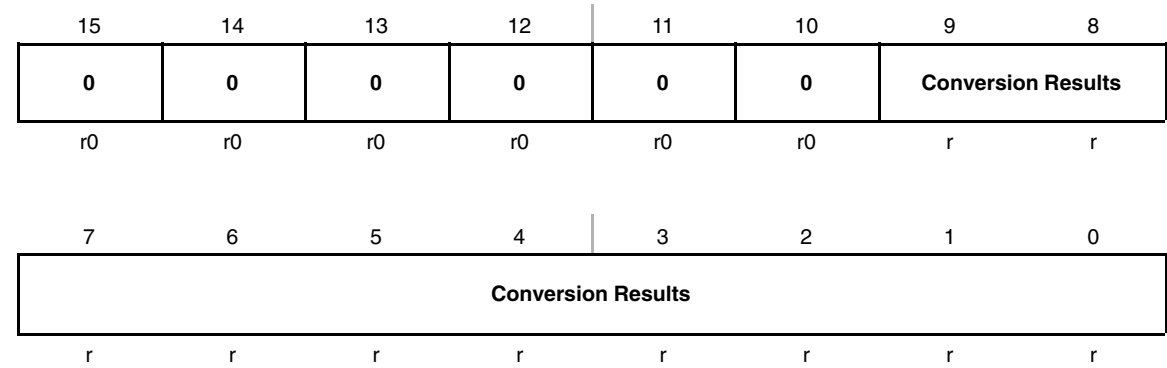 15 14 13 12 11 10 9 8
0 0 0 0 0 0 Conversion Results
r0 r0 r0 r0 r0 r0 r r
7 6 5 4 3 2 1 0
Conversion Results
r r r r r r r r